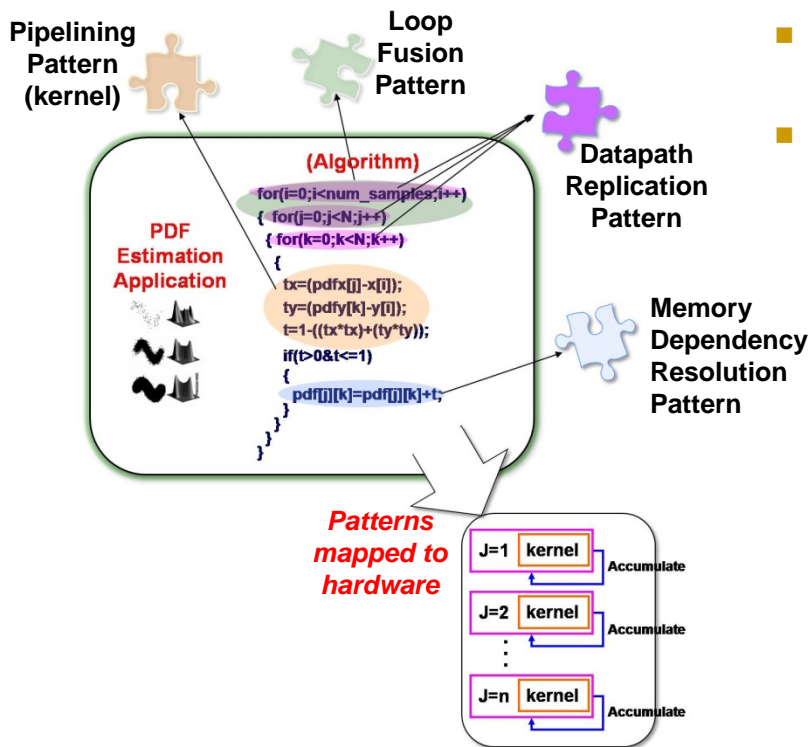 Pipelining
Pattern
(kernel)
Loop
Fusion
Pattern
Datapath
Replication
Pattern
(Algorithm)
for(i=0;i<num_samples;i++)
{ for(j=0;j<N;j++)
{ for(k=0;k<N;k++)
{
tx=(pdfx[j]-x[i]);
ty=(pdfy[k]-y[i]);
t=1-((tx*tx)+(ty*ty));
if(t>0&t<=1)
{
pdf[j][k]=pdf[j][k]+t;
}
}
}
}
PDF
Estimation
Application
Memory
Dependency
Resolution
Pattern
Patterns
mapped to
hardware
J=1 kernel
Accumulate
J=2 kernel
Accumulate
J=n kernel
Accumulate